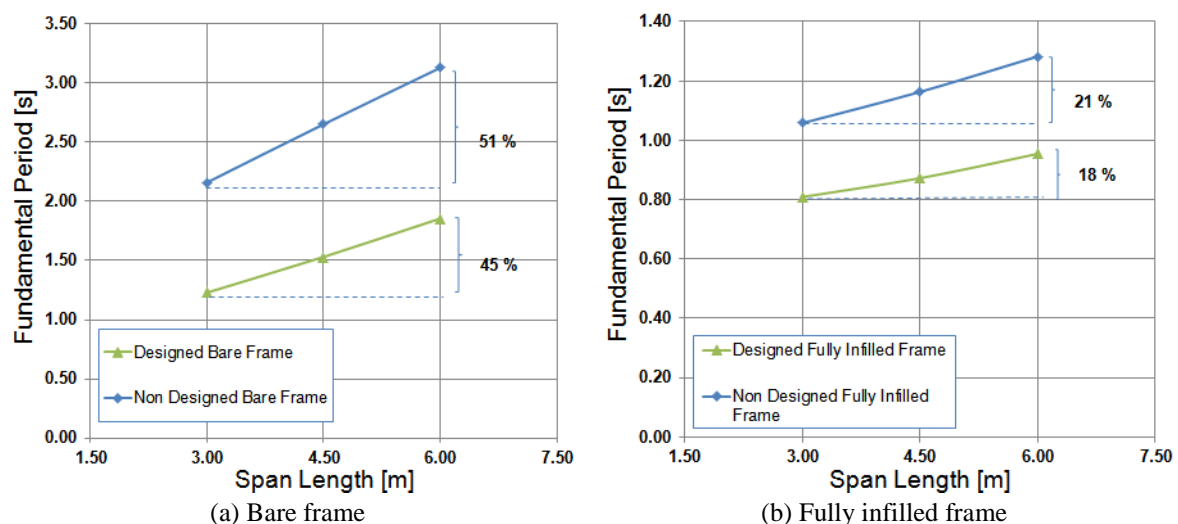 3.50
3.00
2.50
2.00
1.50
1.00
0.50
0.00
Fundamental Period [s]
51 %
45 %
Designed Bare Frame
Non Designed Bare Frame
1.50 3.00 4.50 6.00 7.50
Span Length [m]
(a) Bare frame
1.40
1.20
1.00
0.80
0.60
0.40
0.20
0.00
Fundamental Period [s]
21 %
18 %
Designed Fully Infilled Frame
Non Designed Fully Infilled
Frame
1.50 3.00 4.50 6.00 7.50
Span Length [m]
(b) Fully infilled frame